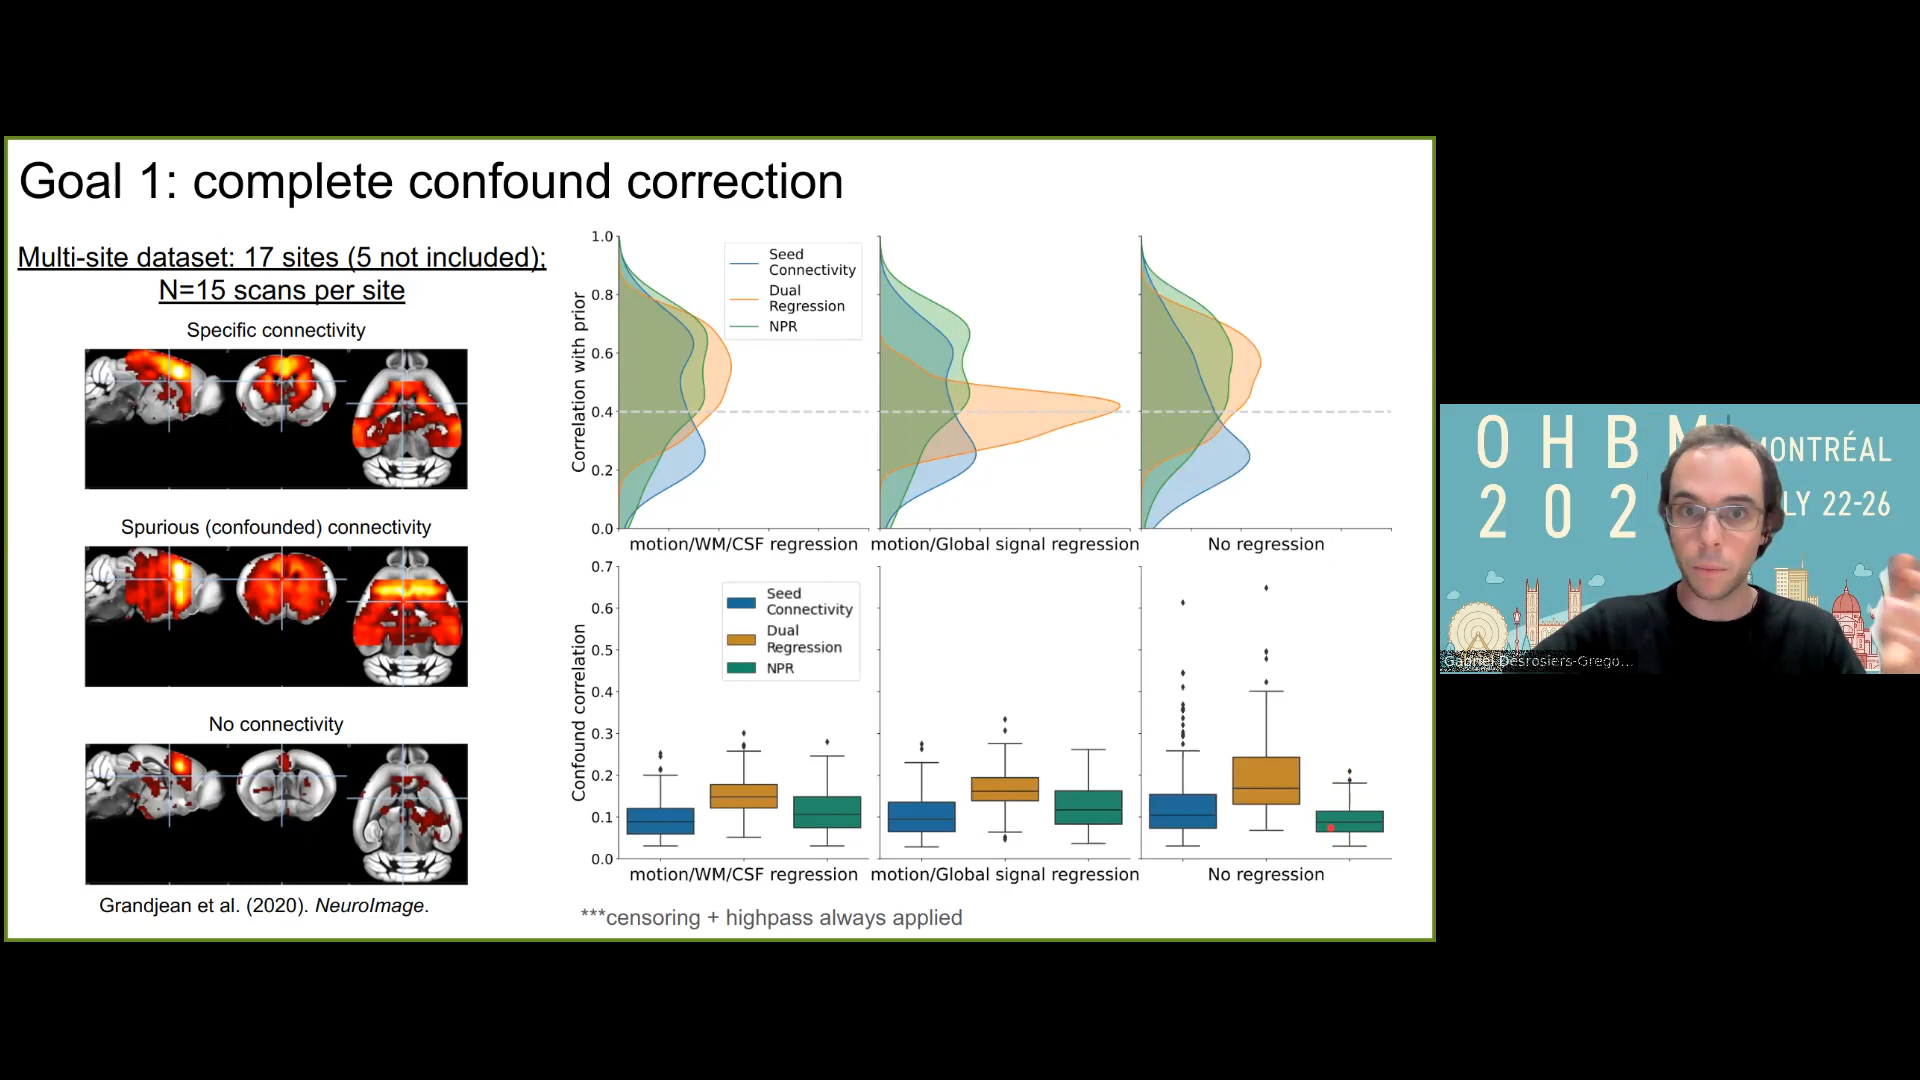 Goal 1: complete confound correction
Multi-site dataset: 17 sites (5 not included);
N=15 scans per site
Specific connectivity
Spurious (confounded) connectivity
No connectivity
Grandjean et al. (2020). NeuroImage.
Correlation with prior
1.0
0.8
0.6
0.4
0.2
0.0
Seed
Connectivity
Dual
Regression
NPR
motion/WM/CSF regression
motion/Global signal regression
No regression
Confound correlation
0.7
0.6
0.5
0.4
0.3
0.2
0.1
0.0
Seed
Connectivity
Dual
Regression
NPR
motion/WM/CSF regression
motion/Global signal regression
No regression
***censoring + highpass always applied
OHBM
MONTRÉAL
202
LY 22-26
Gabriel Desrosiers-Grego...